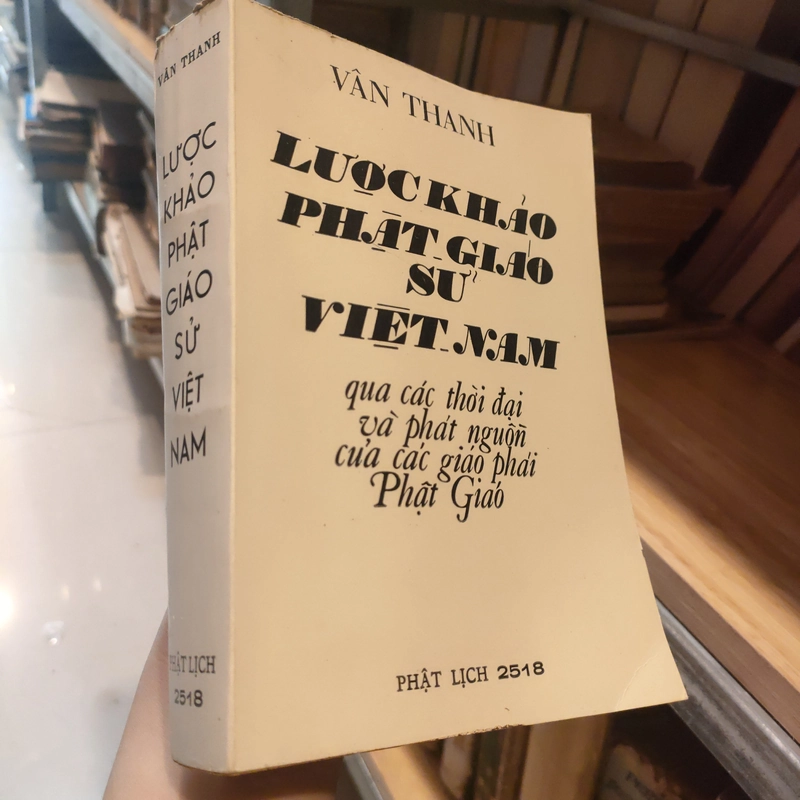 VÂN THANH
LƯỢC
KHẢO
PHẬT
GIÁO
SỬ
VIỆT
NAM
PHẬT LỊCH
2518
VÂN THANH
LƯỢC KHẢO
PHẬT GIÁO
SỬ
VIỆT NAM
qua các thời đại
và phát nguồn
của các giáo phái
Phật Giáo
PHẬT LỊCH 2518